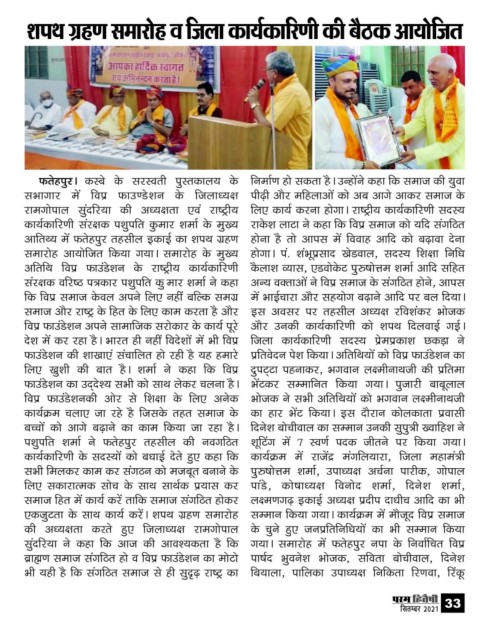 शपथ ग्रहण समारोह व जिला कार्यकारिणी की बैठक आयोजित
आपका हार्दिक स्वागत
एवं अभिनन्दन करता है।
फतेहपुर। कस्बे के सरस्वती पुस्तकालय के
सभागार में विप्र फाउण्डेशन के जिलाध्यक्ष
रामगोपाल सुंदरिया की अध्यक्षता एवं राष्ट्रीय
कार्यकारिणी संरक्षक पशुपति कुमार शर्मा के मुख्य
आतिथ्य में फतेहपुर तहसील इकाई का शपथ ग्रहण
समारोह आयोजित किया गया। समारोह के मुख्य
अतिथि विप्र फाउंडेशन के राष्ट्रीय कार्यकारिणी
संरक्षक वरिष्ठ पत्रकार पशुपति कु मार शर्मा ने कहा
कि विप्र समाज केवल अपने लिए नहीं बल्कि समग्र
समाज और राष्ट्र के हित के लिए काम करता है और
विप्र फाउंडेशन अपने सामाजिक सरोकार के कार्य पूरे
देश में कर रहा है। भारत ही नहीं विदेशों में भी विप्र
फाउंडेशन की शाखाएं संचालित हो रही है यह हमारे
लिए खुशी की बात है। शर्मा ने कहा कि विप्र
फाउंडेशन का उद्देश्य सभी को साथ लेकर चलना है।
विप्र फाउंडेशनकी ओर से शिक्षा के लिए अनेक
कार्यक्रम चलाए जा रहे है जिसके तहत समाज के
बच्चों को आगे बढ़ाने का काम किया जा रहा है।
पशुपति शर्मा ने फतेहपुर तहसील की नवगठित
कार्यकारिणी के सदस्यों को बधाई देते हुए कहा कि
सभी मिलकर काम कर संगठन को मजबूत बनाने के
लिए सकारात्मक सोच के साथ सार्थक प्रयास कर
समाज हित में कार्य करें ताकि समाज संगठित होकर
एकजुटता के साथ कार्य करें। शपथ ग्रहण समारोह
की अध्यक्षता करते हुए जिलाध्यक्ष रामगोपाल
सुंदरिया ने कहा कि आज की आवश्यकता है कि
ब्राह्मण समाज संगठित हो व विप्र फाउंडेशन का मोटो
भी यही है कि संगठित समाज से ही सुदृढ़ राष्ट्र का
निर्माण हो सकता है। उन्होंने कहा कि समाज की युवा
पीढ़ी और महिलाओं को अब आगे आकर समाज के
लिए कार्य करना होगा। राष्ट्रीय कार्यकारिणी सदस्य
राकेश लाटा ने कहा कि विप्र समाज को यदि संगठित
होना है तो आपस में विवाह आदि को बढ़ावा देना
होगा। पं. शंभूप्रसाद खेडवाल, सदस्य शिक्षा निधि
कैलाश व्यास, एडवोकेट पुरुषोत्तम शर्मा आदि सहित
अन्य वक्ताओं ने विप्र समाज के संगठित होने, आपस
में भाईचारा और सहयोग बढ़ाने आदि पर बल दिया।
इस अवसर पर तहसील अध्यक्ष रविशंकर भोजक
और उनकी कार्यकारिणी को शपथ दिलवाई गई।
जिला कार्यकारिणी सदस्य प्रेमप्रकाश छकड़ा ने
प्रतिवेदन पेश किया। अतिथियों को विप्र फाउंडेशन का
दुपट्टा पहनाकर, भगवान लक्ष्मीनाथजी की प्रतिमा
भेंटकर सम्मानित किया गया। पुजारी बाबूलाल
भोजक ने सभी अतिथियों को भगवान लक्ष्मीनाथजी
का हार भेंट किया। इस दौरान कोलकाता प्रवासी
दिनेश बोचीवाल का सम्मान उनकी सुपुत्री ख्वाहिश ने
शूटिंग में 7 स्वर्ण पदक जीतने पर किया गया।
कार्यक्रम में राजेंद्र मंगलियारा, जिला महामंत्री
पुरुषोत्तम शर्मा, उपाध्यक्ष अर्चना पारीक, गोपाल
पांडे, कोषाध्यक्ष विनोद शर्मा, दिनेश शर्मा,
लक्ष्मणगढ़ इकाई अध्यक्ष प्रदीप दाधीच आदि का भी
सम्मान किया गया। कार्यक्रम में मौजूद विप्र समाज
के चुने हुए जनप्रतिनिधियों का भी सम्मान किया
गया। समारोह में फतेहपुर नपा के निर्वाचित विप्र
पार्षद भुवनेश भोजक, सविता बोचीवाल, दिनेश
बियाला, पालिका उपाध्यक्ष निकिता रिणवा, रिंकू
परम हितैषी
सितम्बर 2021
33